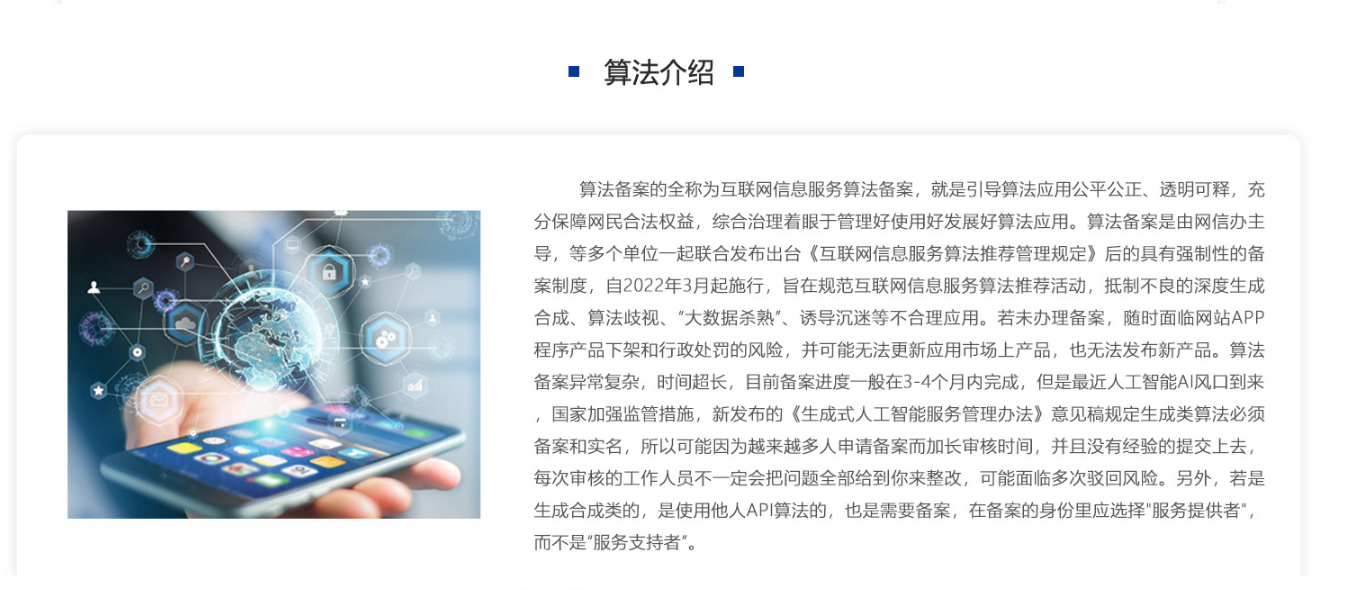 算法介绍
算法备案的全称为互联网信息服务算法备案，就是引导算法应用公平公正、透明可释，充
分保障网民合法权益，综合治理着眼于管理好使用好发展好算法应用。算法备案是由网信办主
导，等多个单位一起联合发布出台《互联网信息服务算法推荐管理规定》后的具有强制性的备
案制度，自2022年3月起施行，旨在规范互联网信息服务算法推荐活动，抵制不良的深度生成
合成、算法歧视、“大数据杀熟”、诱导沉迷等不合理应用。若未办理备案，随时面临网站APP
程序产品下架和行政处罚的风险，并可能无法更新应用市场上产品，也无法发布新产品。算法
备案异常复杂，时间超长，目前备案进度一般在3-4个月内完成，但是最近人工智能AI风口到来
，国家加强监管措施，新发布的《生成式人工智能服务管理办法》意见稿规定生成类算法必须
备案和实名，所以可能因为越来越多人申请备案而加长审核时间，并且没有经验的提交上去，
每次审核的工作人员不一定会把问题全部给到你来整改，可能面临多次驳回风险。另外，若是
生成合成类的，是使用他人API算法的，也是需要备案，在备案的身份里应选择"服务提供者"，
而不是“服务支持者”。